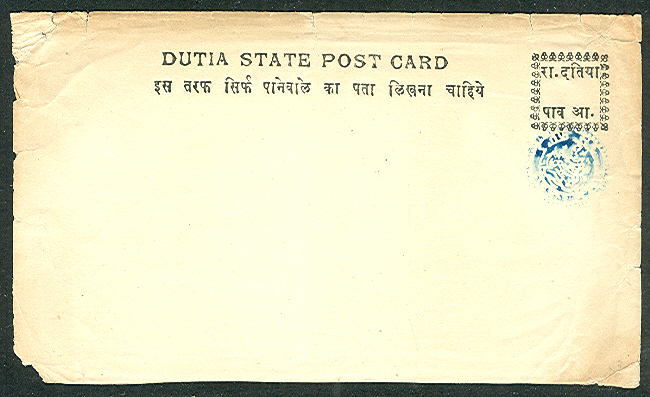 DUTIA STATE POST CARD
इस तरफ सिर्फ पानेवाले का पता लिखना चाहिये
रा.दतिया
पाव आ.